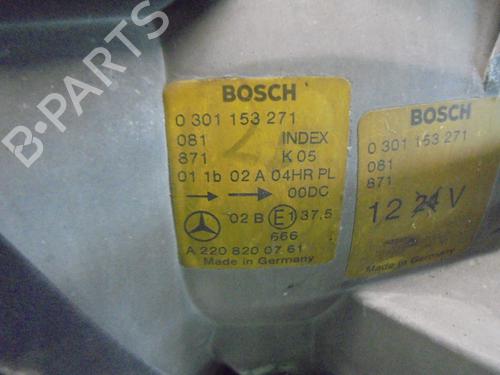 BOSCH
0 301 153 271
081 INDEX
871 K 05
01 1b 02 A 04HR PL
00DC
02 B E1 37.5
666
A 220 820 07 61
Made in Germany
BOSCH
0 301 153 271
081
871
12 24 V
Made in Germany
B-PARTS